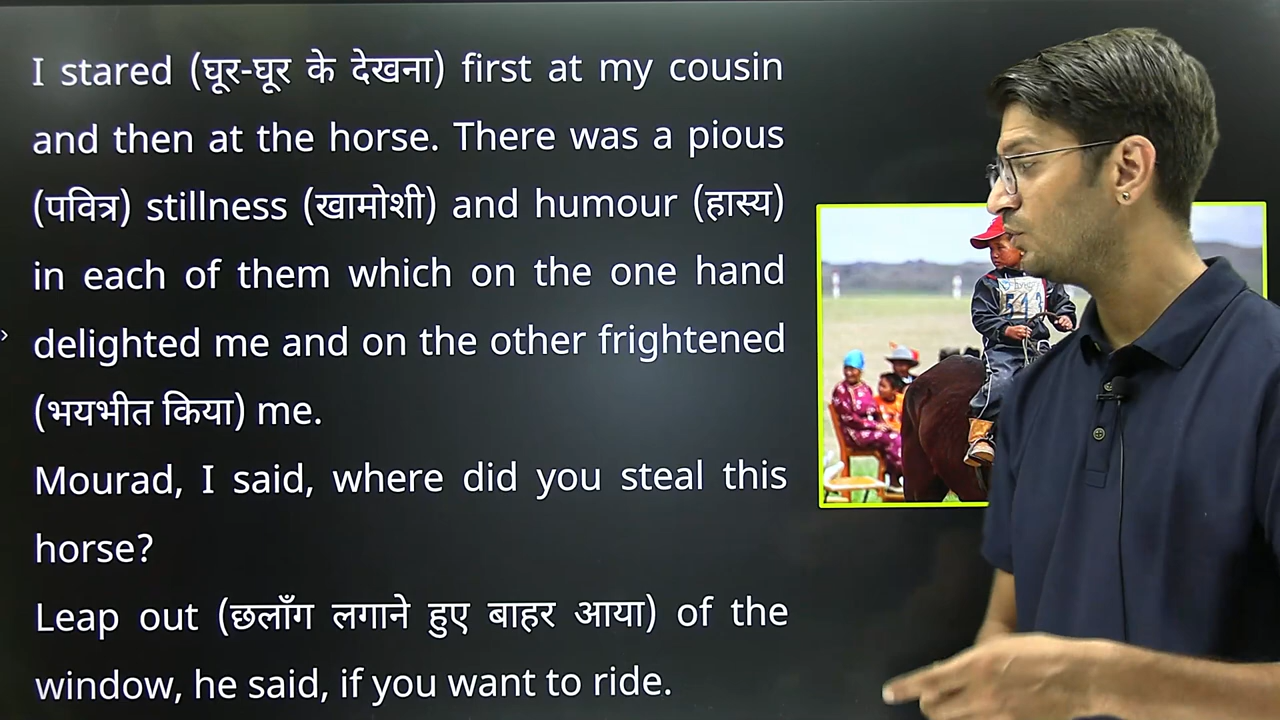 I stared (घूर-घूर के देखना) first at my cousin
and then at the horse. There was a pious
(पवित्र) stillness (खामोशी) and humour (हास्य)
in each of them which on the one hand
delighted me and on the other frightened
(भयभीत किया) me.
Mourad, I said, where did you steal this
horse?
Leap out (छलाँग लगाने हुए बाहर आया) of the
window, he said, if you want to ride.